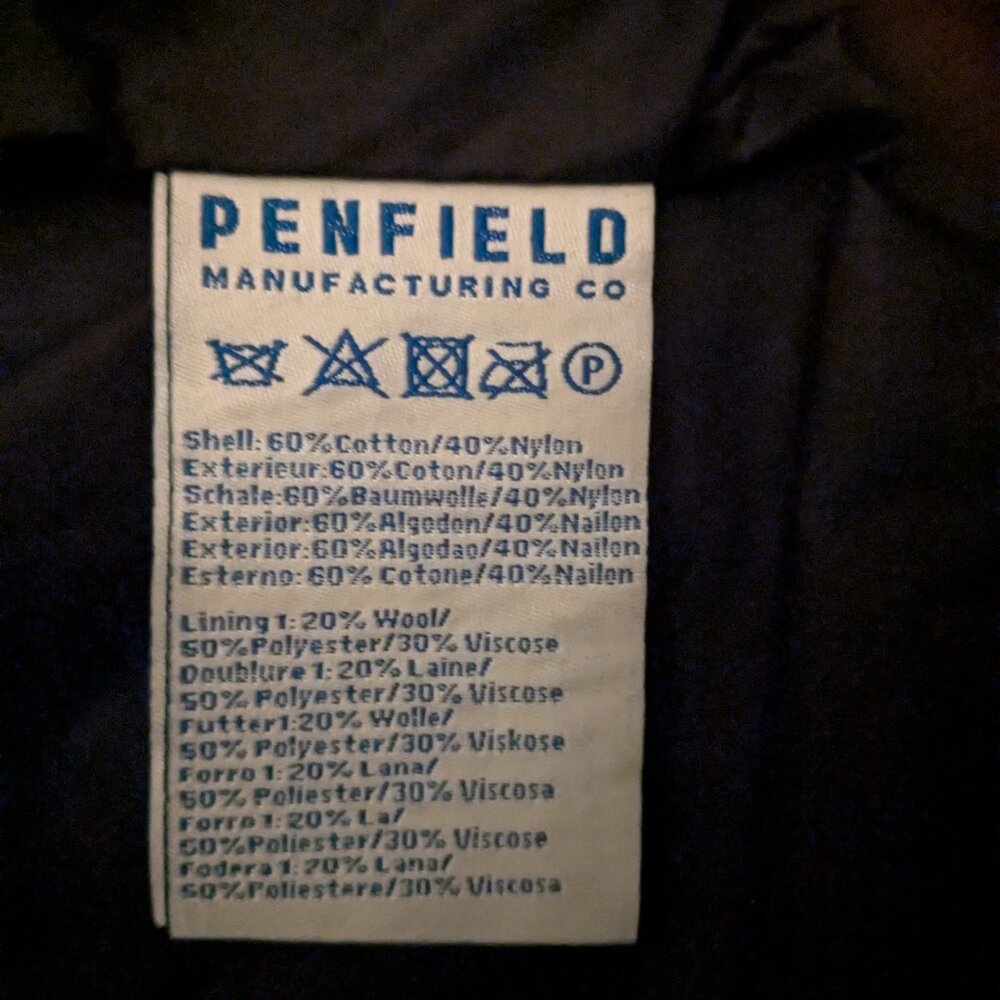 PENFIELD
MANUFACTURING CO
P
Shell:60%Cotton/40%Nylon
Exterieur:60%Coton/40%Nylon
Schale:60%Baumwolle/40%Nylon
Exterior:60%Algodon/40%Nailon
Exterior:60%Algodao/40%Nailon
Esterno:60% Cotone/40%Nailon
Lining 1: 20% Wool/
50%Polyester/30% Viscose
Doublure 1: 20% Laine/
50% Polyester/30% Viscose
Futter1:20% Wolle/
50% Polyester/30% Viskose
Forro 1: 20% Lana/
50% Poliester/30% Viscosa
Forro 1: 20% La/
50%Poliester/30% Viscose
Fodera 1: 20% Lana/
50%Poliestere/30% Viscosa